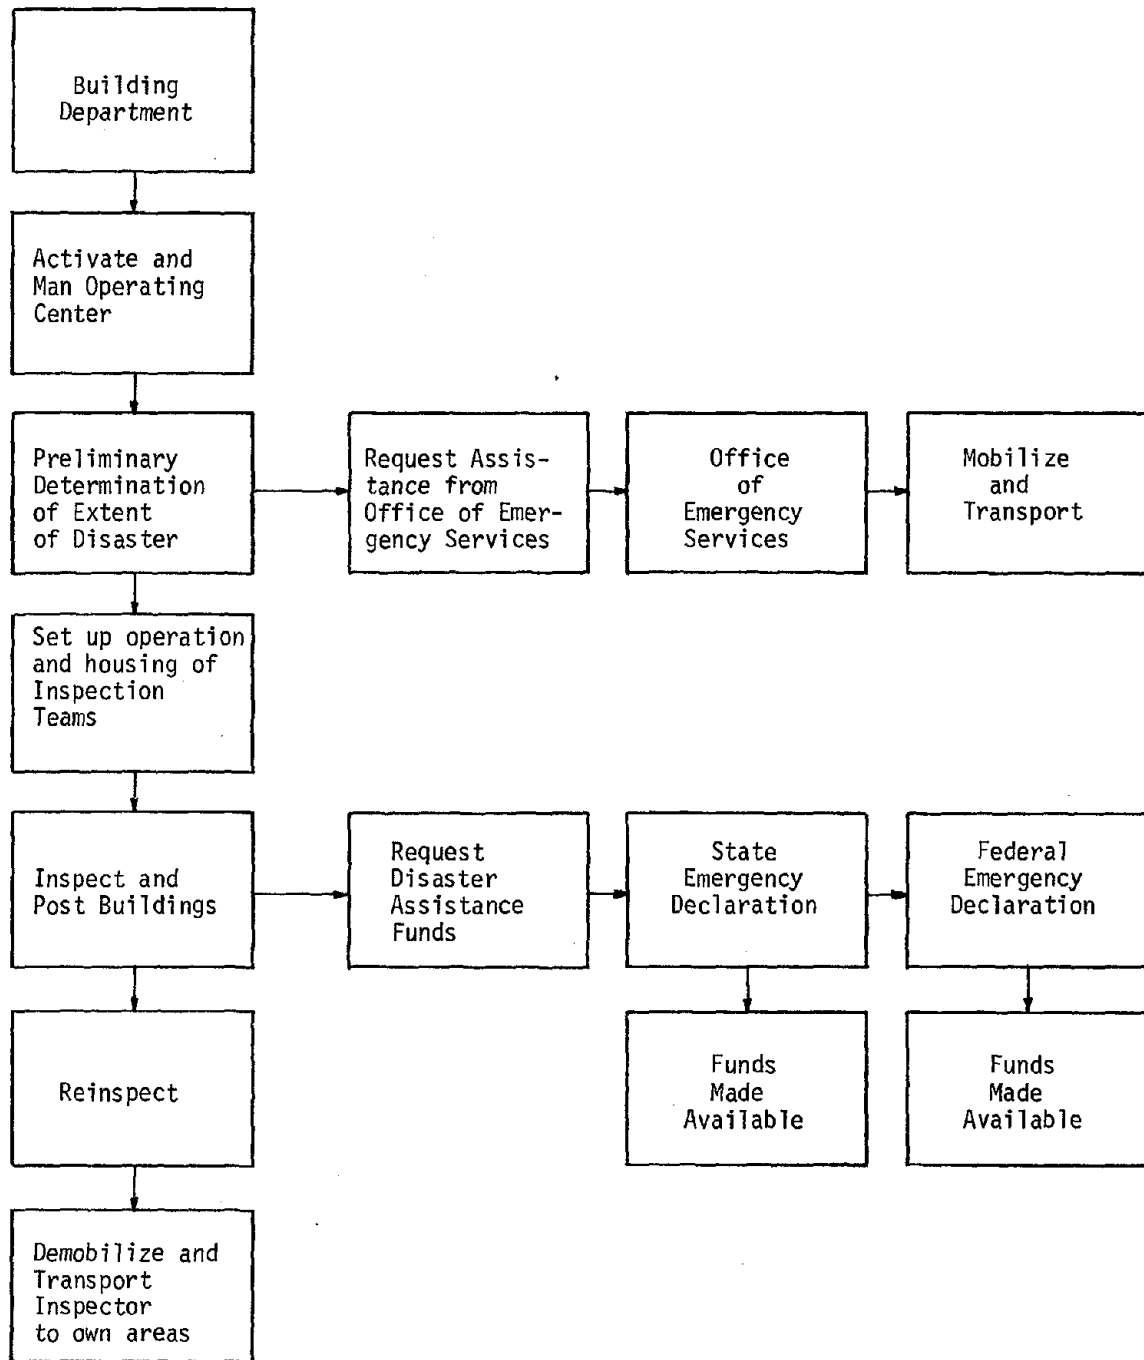 Building
Department
Activate and
Man Operating
Center
Preliminary
Determination
of Extent
of Disaster
Request Assis-
tance from
Office of Emer-
gency Services
Office
of
Emergency
Services
Mobilize
and
Transport
Set up operation
and housing of
Inspection
Teams
Inspect and
Post Buildings
Request
Disaster
Assistance
Funds
State
Emergency
Declaration
Federal
Emergency
Declaration
Reinspect
Funds
Made
Available
Funds
Made
Available
Demobilize and
Transport
Inspector
to own areas